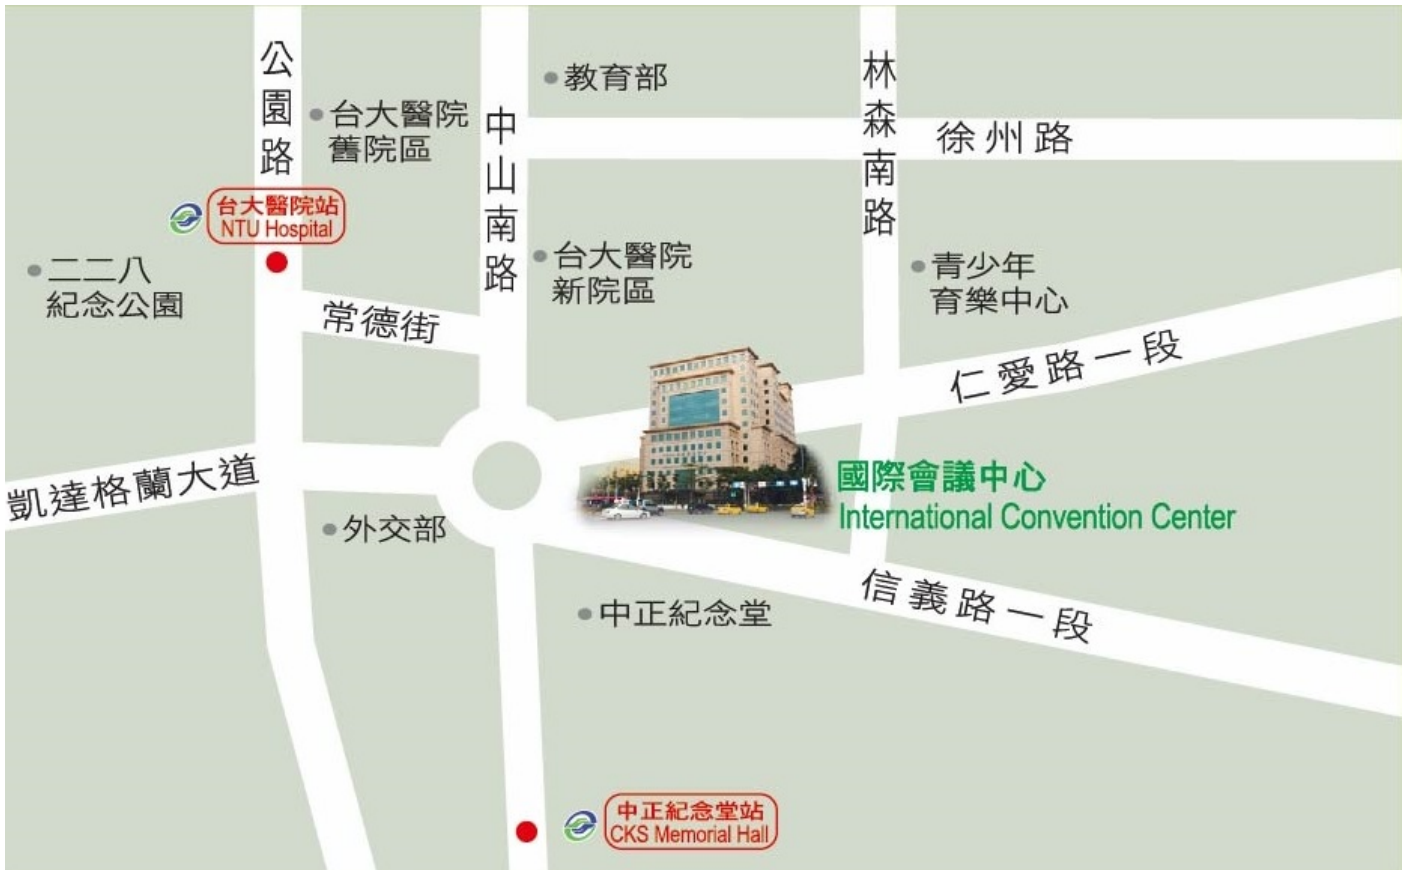 公園路
台大醫院
舊院區
中山南路
教育部
林森南路
徐州路
台大醫院站
NTU Hospital
二二八
紀念公園
常德街
台大醫院
新院區
青少年
育樂中心
仁愛路一段
凱達格蘭大道
外交部
國際會議中心
International Convention Center
信義路一段
中正紀念堂
中正紀念堂站
CKS Memorial Hall